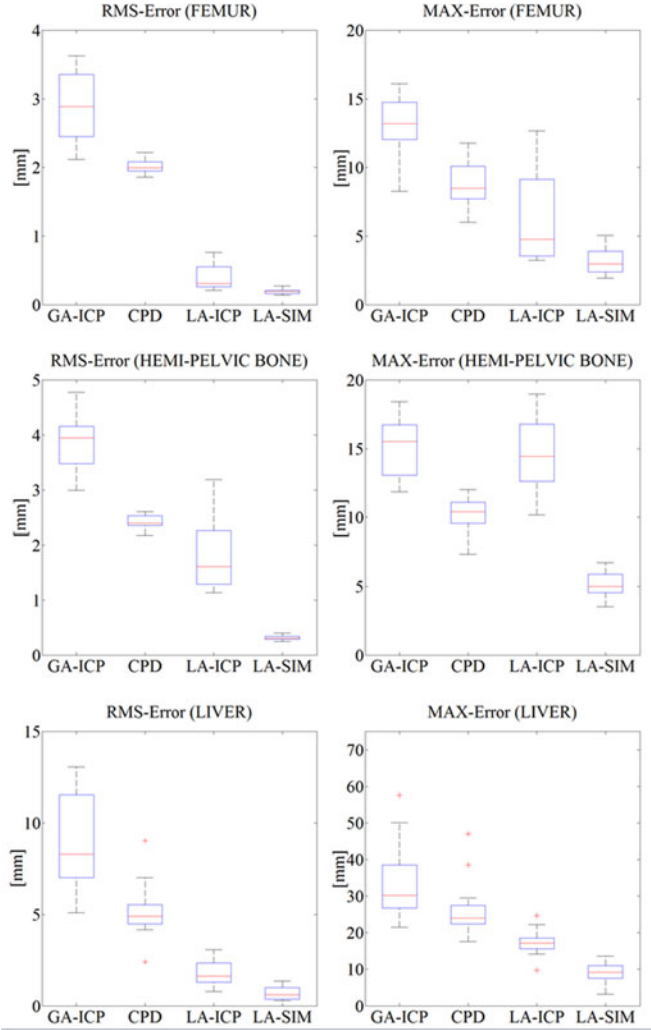 RMS-Error (FEMUR)
MAX-Error (FEMUR)
[mm]
4
3
2
1
0
GA-ICP CPD LA-ICP LA-SIM
[mm]
20
15
10
5
0
GA-ICP CPD LA-ICP LA-SIM
RMS-Error (HEMI-PELVIC BONE)
MAX-Error (HEMI-PELVIC BONE)
[mm]
5
4
3
2
1
0
GA-ICP CPD LA-ICP LA-SIM
[mm]
20
15
10
5
0
GA-ICP CPD LA-ICP LA-SIM
RMS-Error (LIVER)
MAX-Error (LIVER)
[mm]
15
10
5
0
GA-ICP CPD LA-ICP LA-SIM
[mm]
70
60
50
40
30
20
10
0
GA-ICP CPD LA-ICP LA-SIM